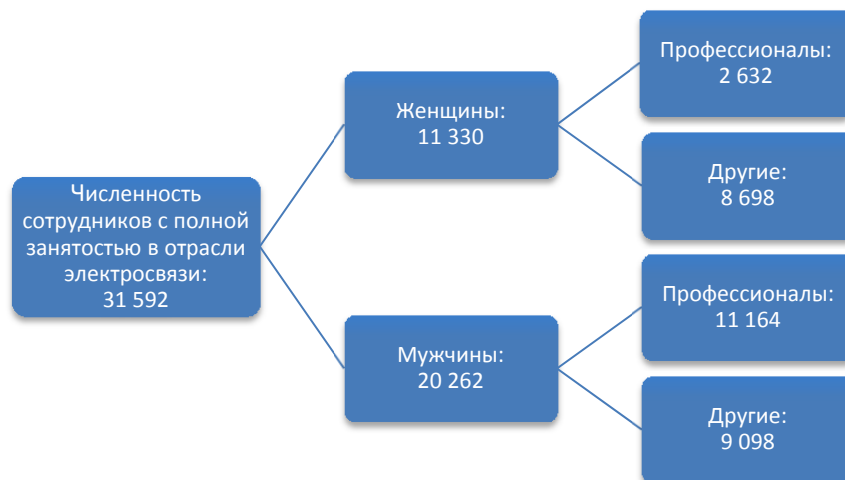 Численность
сотрудников с полной
занятостью в отрасли
электросвязи:
31 592
Женщины:
11 330
Профессионалы:
2 632
Другие:
8 698
Мужчины:
20 262
Профессионалы:
11 164
Другие:
9 098